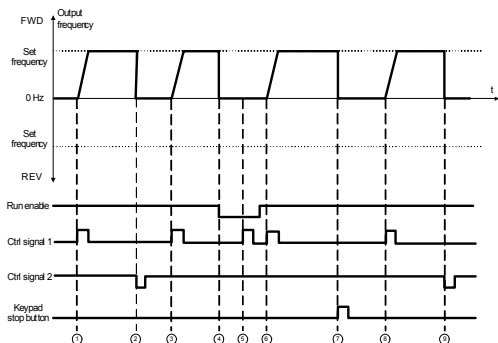 FWD
Output
frequency
Set
frequency
0 Hz
t
Set
frequency
REV
Run enable
Ctrl signal 1
Ctrl signal 2
Keypad
stop button
1 2 3 4 5 6 7 8 9